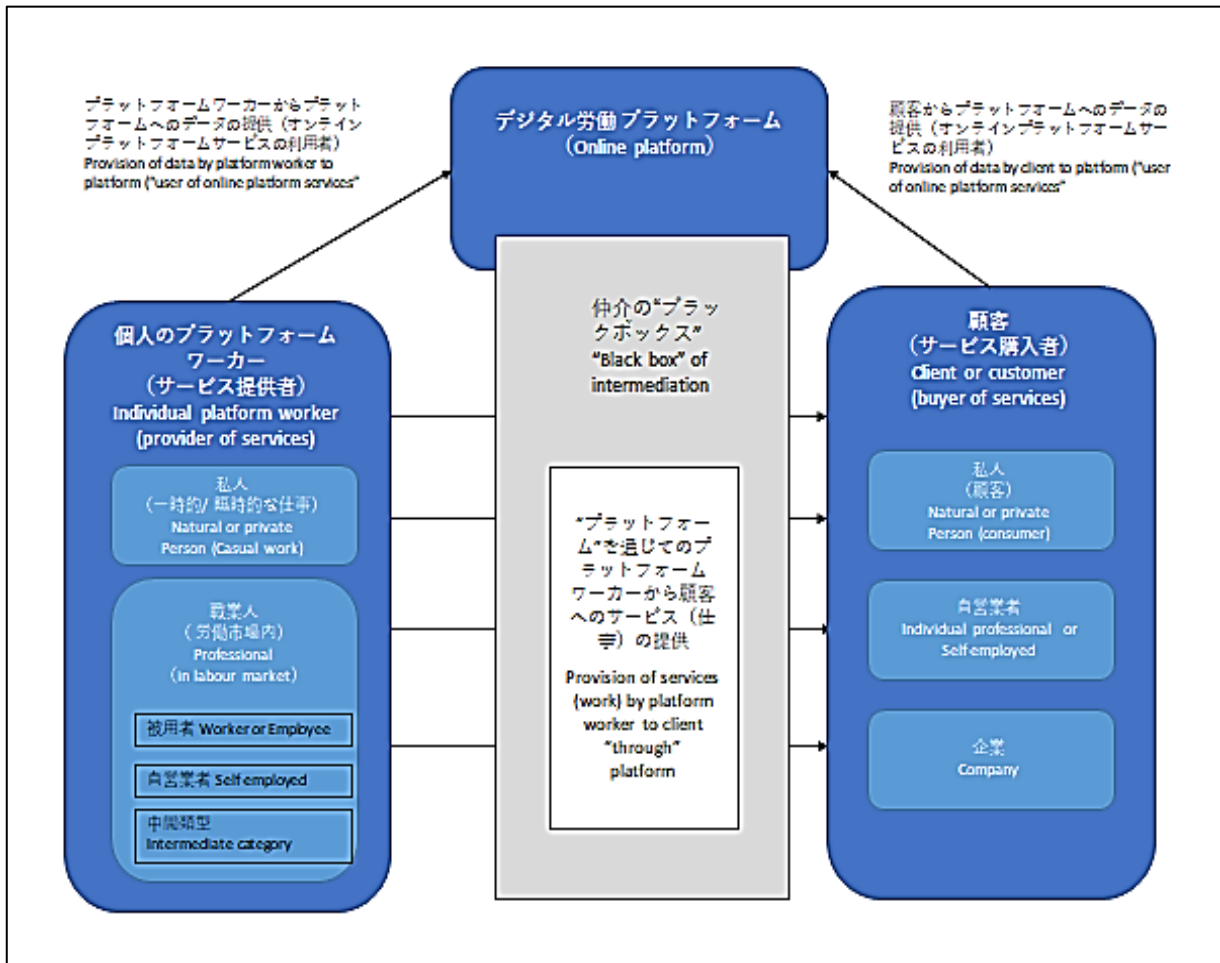 プラットフォームワーカーからプラット
フォームへのデータの提供（オンライン
プラットフォームサービスの利用者）
Provision of data by platform worker to
platform ("user of online platform services"
デジタル労働プラットフォーム
（Online platform）
顧客からプラットフォームへのデータの
提供（オンラインプラットフォームサー
ビスの利用者）
Provision of data by client to platform ("user
of online platform services"
個人のプラットフォーム
ワーカー
（サービス提供者）
Individual platform worker
(provider of services)
私人
（一時的/ 臨時的な仕事）
Natural or private
Person (Casual work)
職業人
（ 労働市場内）
Professional
（in labour market）
被用者 Worker or Employee
自営業者 Self employed
中間類型
Intermediate category
仲介の“ブラッ
クボックス”
“Black box” of
intermediation
“プラットフォー
ム”を通じてのプ
ラットフォーム
ワーカーから顧客
へのサービス（仕
事）の提供
Provision of services
(work) by platform
worker to client
“through”
platform
顧客
（サービス購入者）
Client or customer
(buyer of services)
私人
（顧客）
Natural or private
Person (consumer)
自営業者
Individual professional or
Self employed
企業
Company